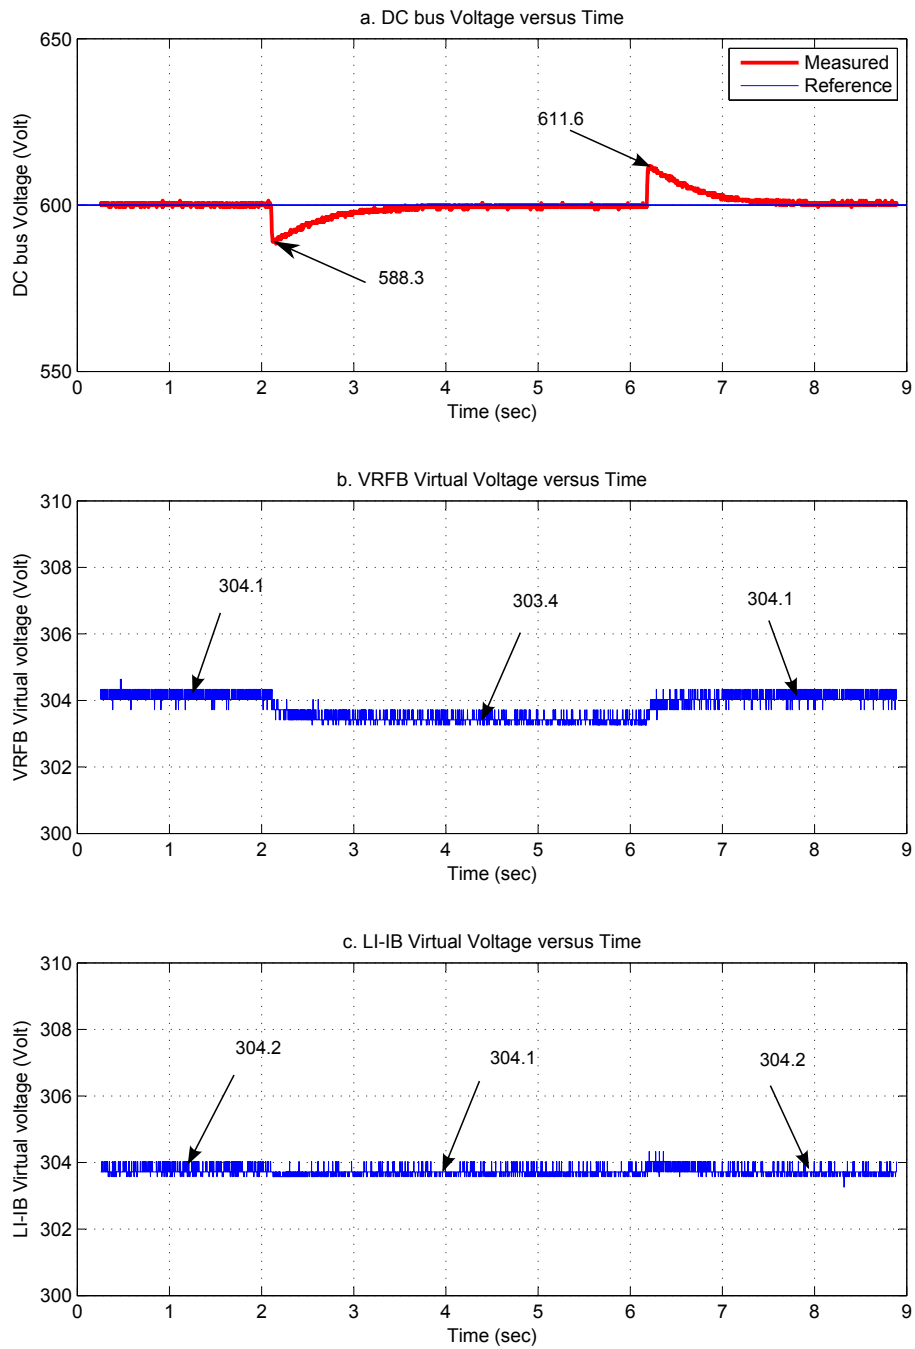 a. DC bus Voltage versus Time
650
600
550
DC bus Voltage (Volt)
Measured
Reference
611.6
588.3
0 1 2 3 4 5 6 7 8 9
Time (sec)
b. VRFB Virtual Voltage versus Time
310
308
306
304
302
300
VRFB Virtual voltage (Volt)
304.1
303.4
304.1
0 1 2 3 4 5 6 7 8 9
Time (sec)
c. LI-IB Virtual Voltage versus Time
310
308
306
304
302
300
LI-IB Virtual voltage (Volt)
304.2
304.1
304.2
0 1 2 3 4 5 6 7 8 9
Time (sec)